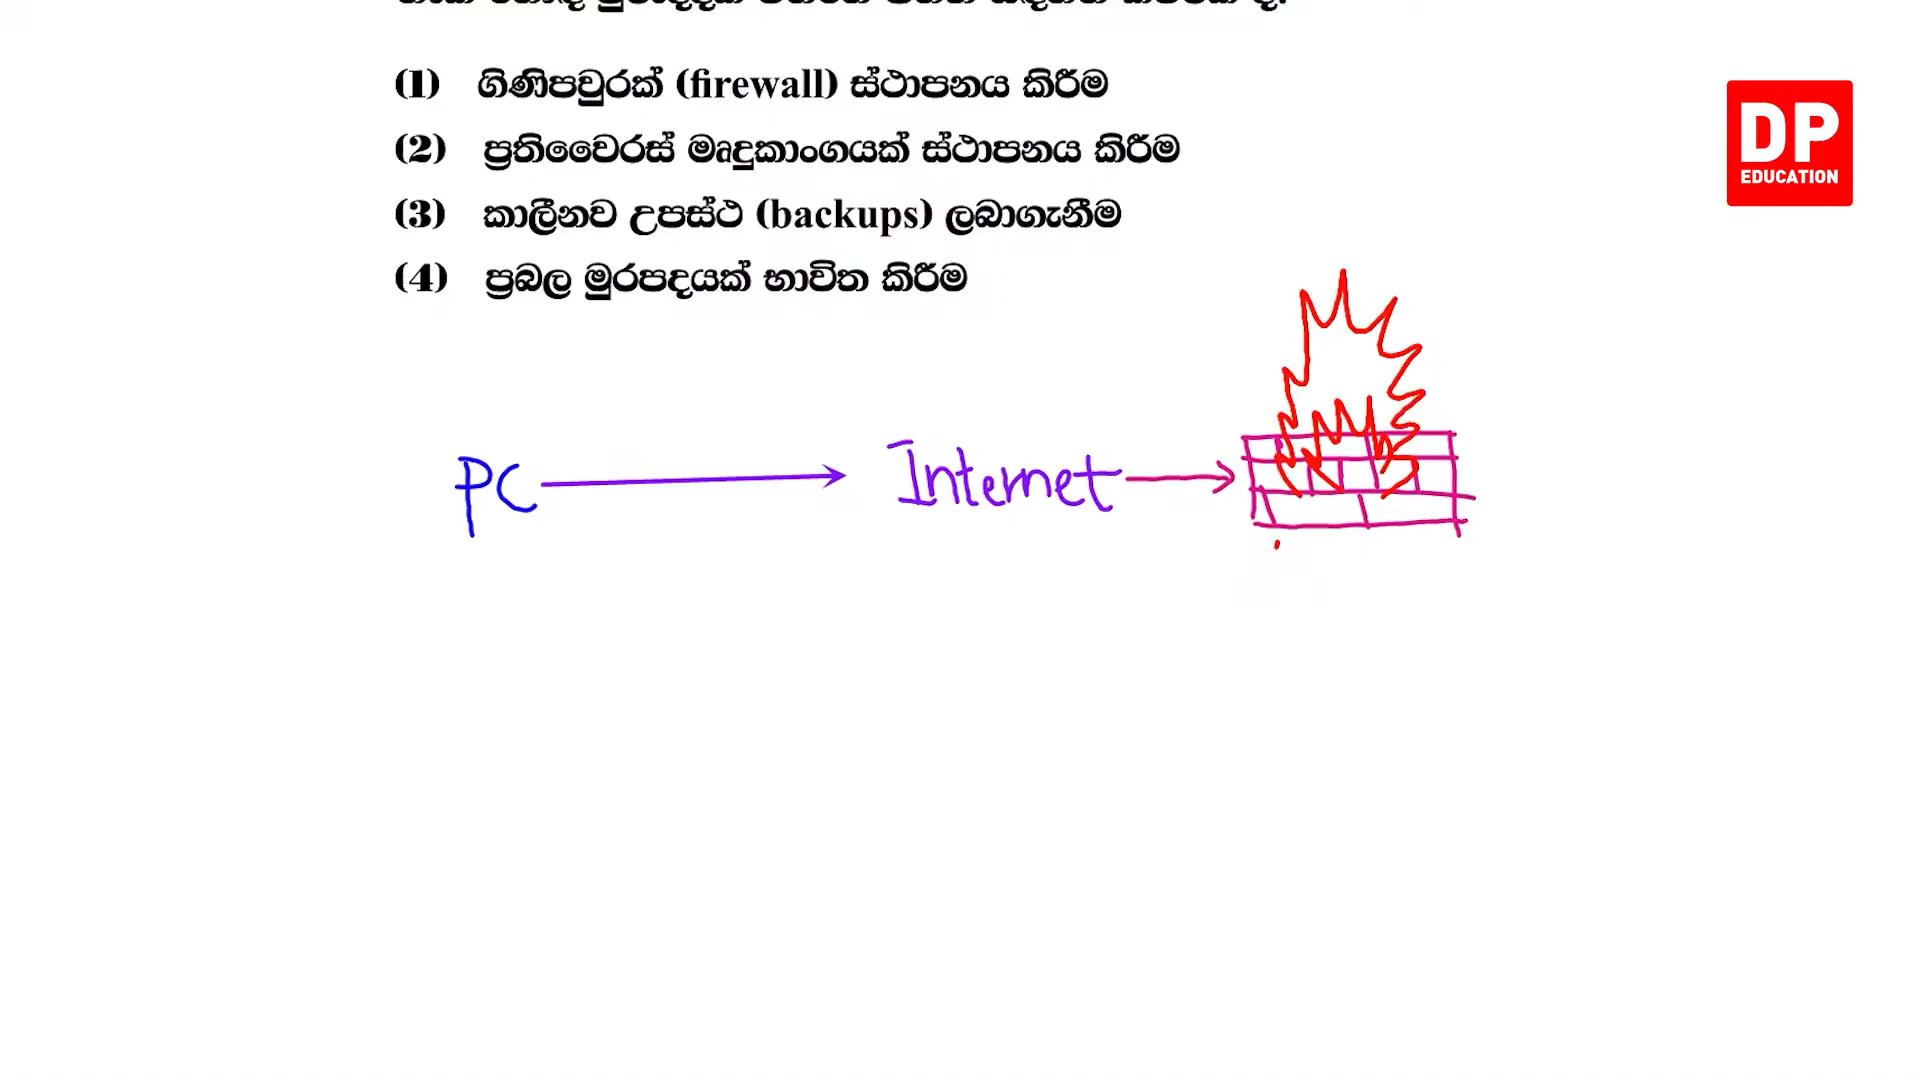 (1) ගිණිපවුරක් (firewall) ස්ථාපනය කිරීම
(2) ප්‍රතිවෛරස් මෘදුකාංගයක් ස්ථාපනය කිරීම
(3) කාලීනව උපස්ථ (backups) ලබාගැනීම
(4) ප්‍රබල මුරපදයක් භාවිත කිරීම
DP
EDUCATION
PC Internet